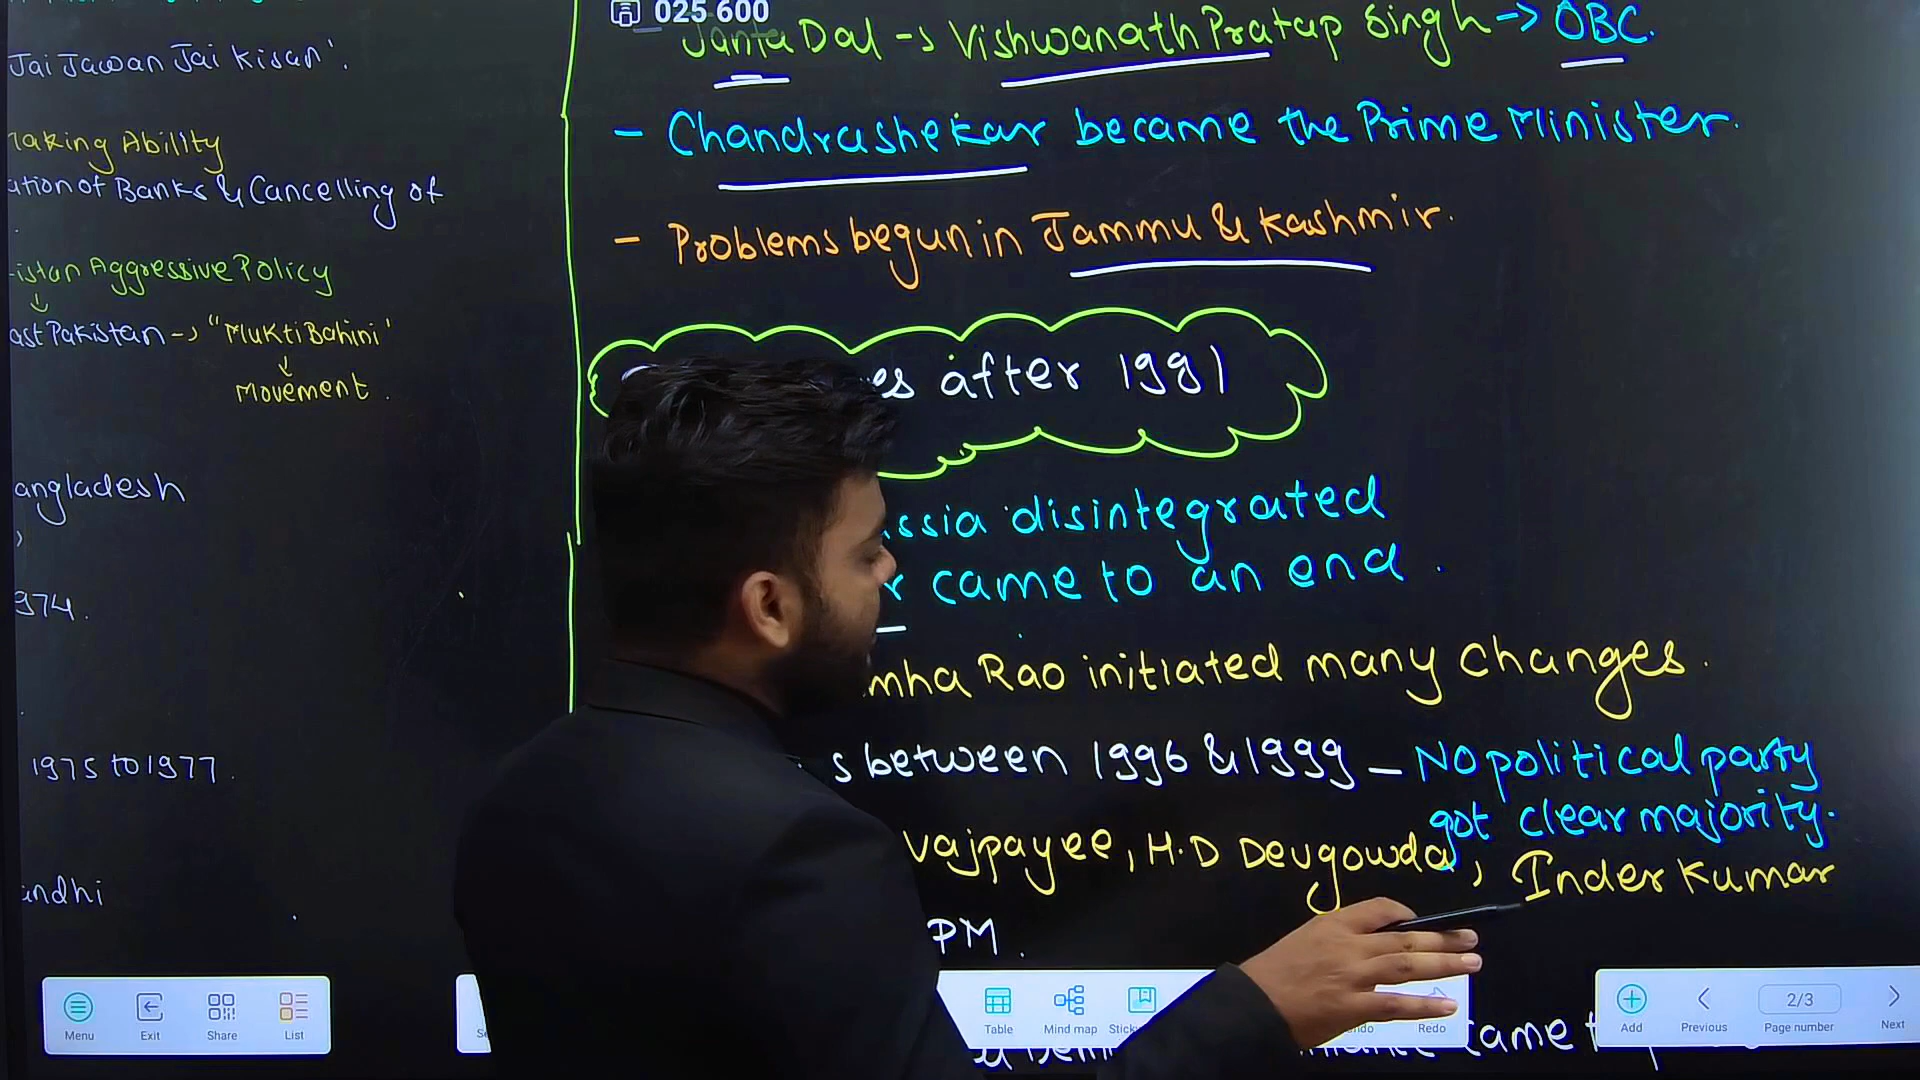 Jai Jawan Jai Kisan'.
Making Ability
ation of Banks & Cancelling of
istan Aggressive Policy
ast Pakistan -> "Mukti Bahini'
Movement.
angladesh
974.
1975 to 1977.
andhi
025 600
Janta Dal -> Vishwanath Pratap Singh -> OBC.
- Chandrashekar became the Prime Minister.
- Problems begun in Jammu & Kashmir.
es after 1991
ussia disintegrated
r came to an end.
mha Rao initiated many changes.
s between 1996 & 1999 - No political party
got clear majority.
Vajpayee, H.D Devgowda, Inder Kumar
PM.
came
Menu Exit Share List
Table Mind map Redo
Add Previous 2/3 Page number Next